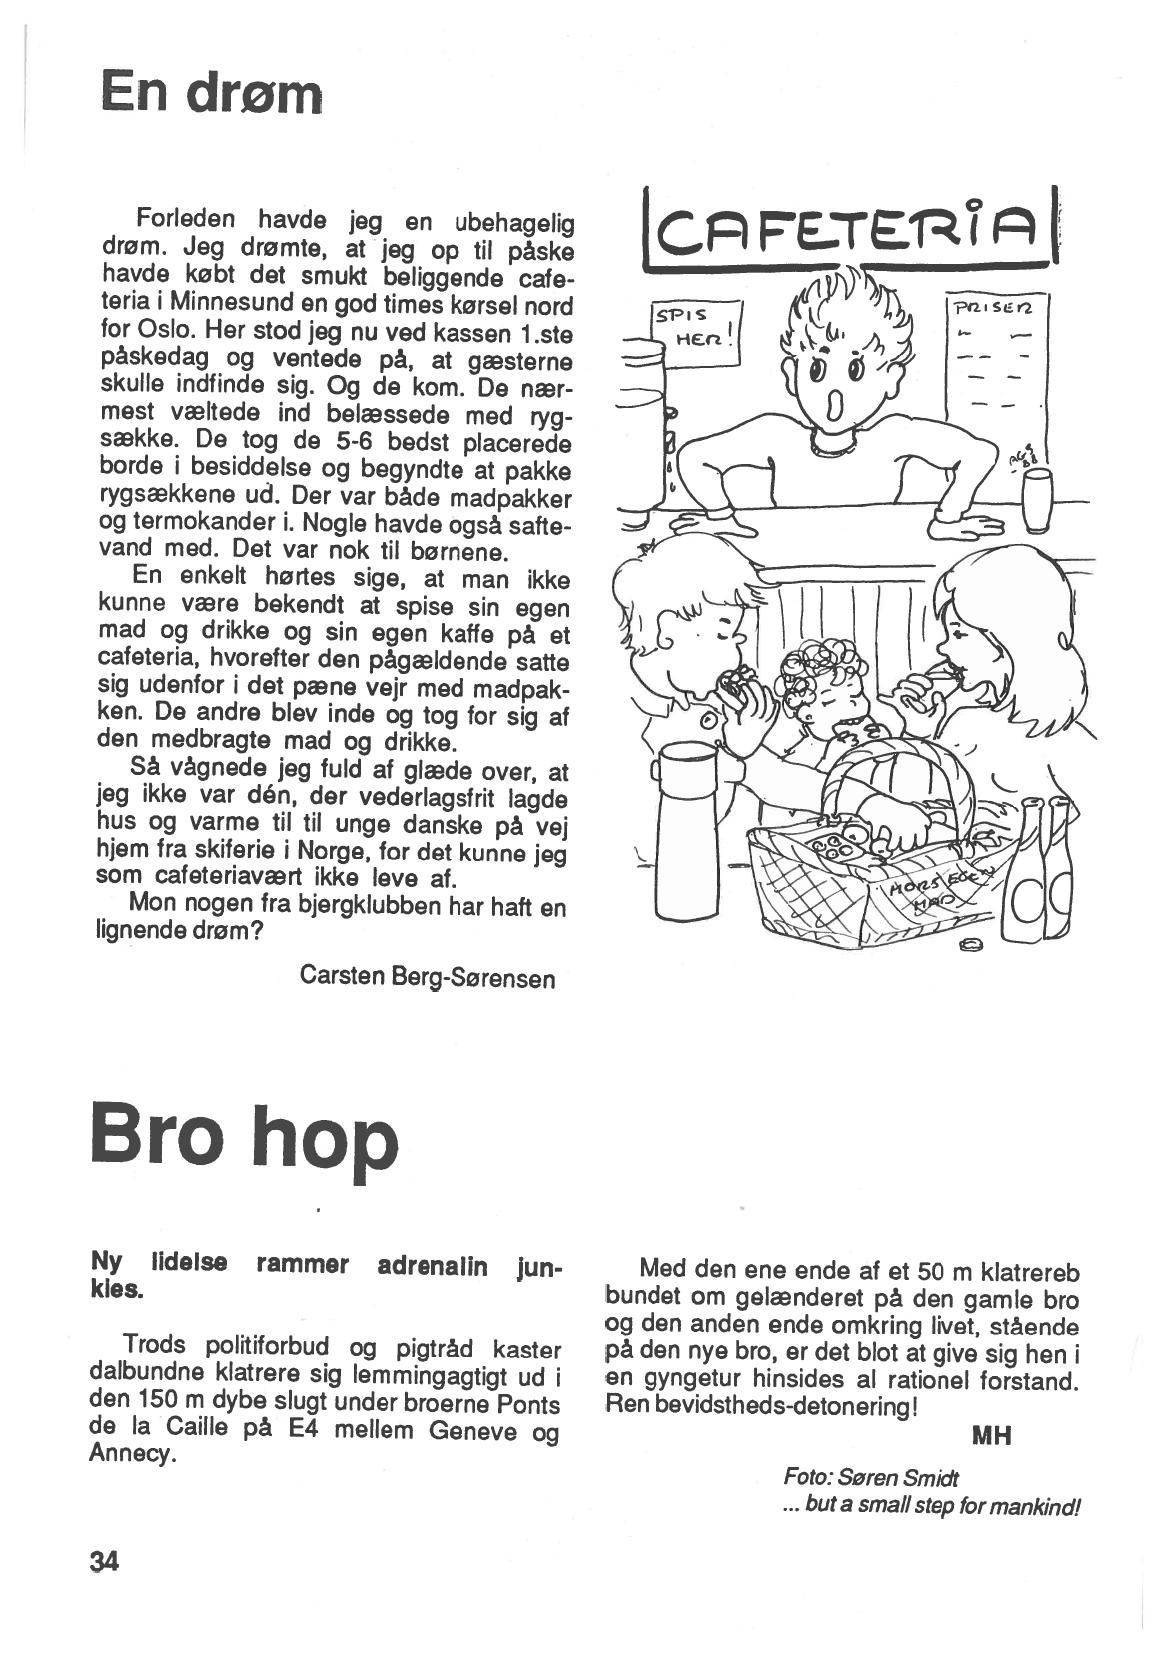 En drøm
Forleden havde jeg en ubehagelig
drøm. Jeg drømte, at jeg op til påske
havde købt det smukt beliggende cafe-
teria i Minnesund en god times kørsel nord
for Oslo. Her stod jeg nu ved kassen 1.ste
påskedag og ventede på, at gæsterne
skulle indfinde sig. Og de kom. De nær-
mest væltede ind belæssede med ryg-
sække. De tog de 5-6 bedst placerede
borde i besiddelse og begyndte at pakke
rygsækkene ud. Der var både madpakker
og termokander i. Nogle havde også safte-
vand med. Det var nok til børnene.
En enkelt hørtes sige, at man ikke
kunne være bekendt at spise sin egen
mad og drikke og sin egen kaffe på et
cafeteria, hvorefter den pågældende satte
sig udenfor i det pæne vejr med madpak-
ken. De andre blev inde og tog for sig af
den medbragte mad og drikke.
Så vågnede jeg fuld af glæde over, at
jeg ikke var dén, der vederlagsfrit lagde
hus og varme til til unge danske på vej
hjem fra skiferie i Norge, for det kunne jeg
som cafeteriavært ikke leve af.
Mon nogen fra bjergklubben har haft en
lignende drøm?
Carsten Berg-Sørensen
CAFETERIA
SPIS
HER!
PRISER
MORS EGEN
MAD
Bro hop
Ny lidelse rammer adrenalin jun-
kies.
Trods politiforbud og pigtråd kaster
dalbundne klatrere sig lemmingagtigt ud i
den 150 m dybe slugt under broerne Ponts
de la Caille på E4 mellem Geneve og
Annecy.
Med den ene ende af et 50 m klatrereb
bundet om gelænderet på den gamle bro
og den anden ende omkring livet, stående
på den nye bro, er det blot at give sig hen i
en gyngetur hinsides al rationel forstand.
Ren bevidstheds-detonering!
MH
Foto: Søren Smidt
... but a small step for mankind!
34